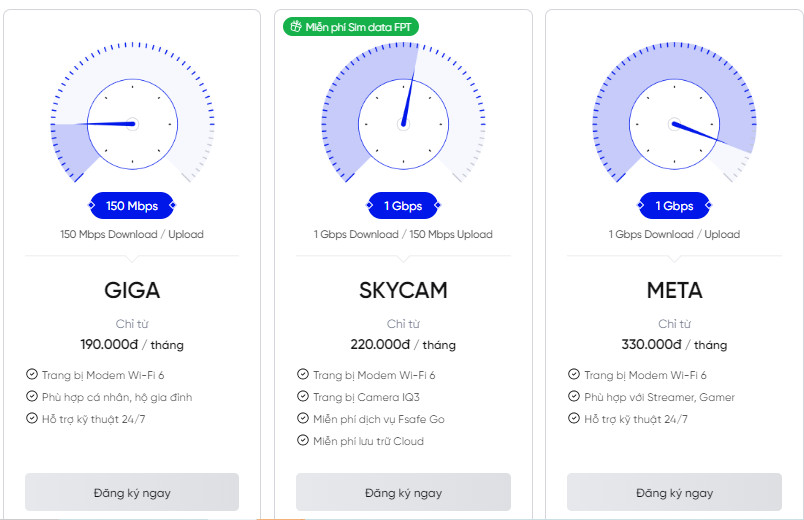 150 Mbps
150 Mbps Download / Upload
GIGA
Chỉ từ
190.000đ / tháng
Trang bị Modem Wi-Fi 6
Phù hợp cá nhân, hộ gia đình
Hỗ trợ kỹ thuật 24/7
Đăng ký ngay
Miễn phí Sim data FPT
1 Gbps
1 Gbps Download / 150 Mbps Upload
SKYCAM
Chỉ từ
220.000đ / tháng
Trang bị Modem Wi-Fi 6
Trang bị Camera IQ3
Miễn phí dịch vụ Fsafe Go
Miễn phí lưu trữ Cloud
Đăng ký ngay
1 Gbps
1 Gbps Download / Upload
META
Chỉ từ
330.000đ / tháng
Trang bị Modem Wi-Fi 6
Phù hợp với Streamer, Gamer
Hỗ trợ kỹ thuật 24/7
Đăng ký ngay